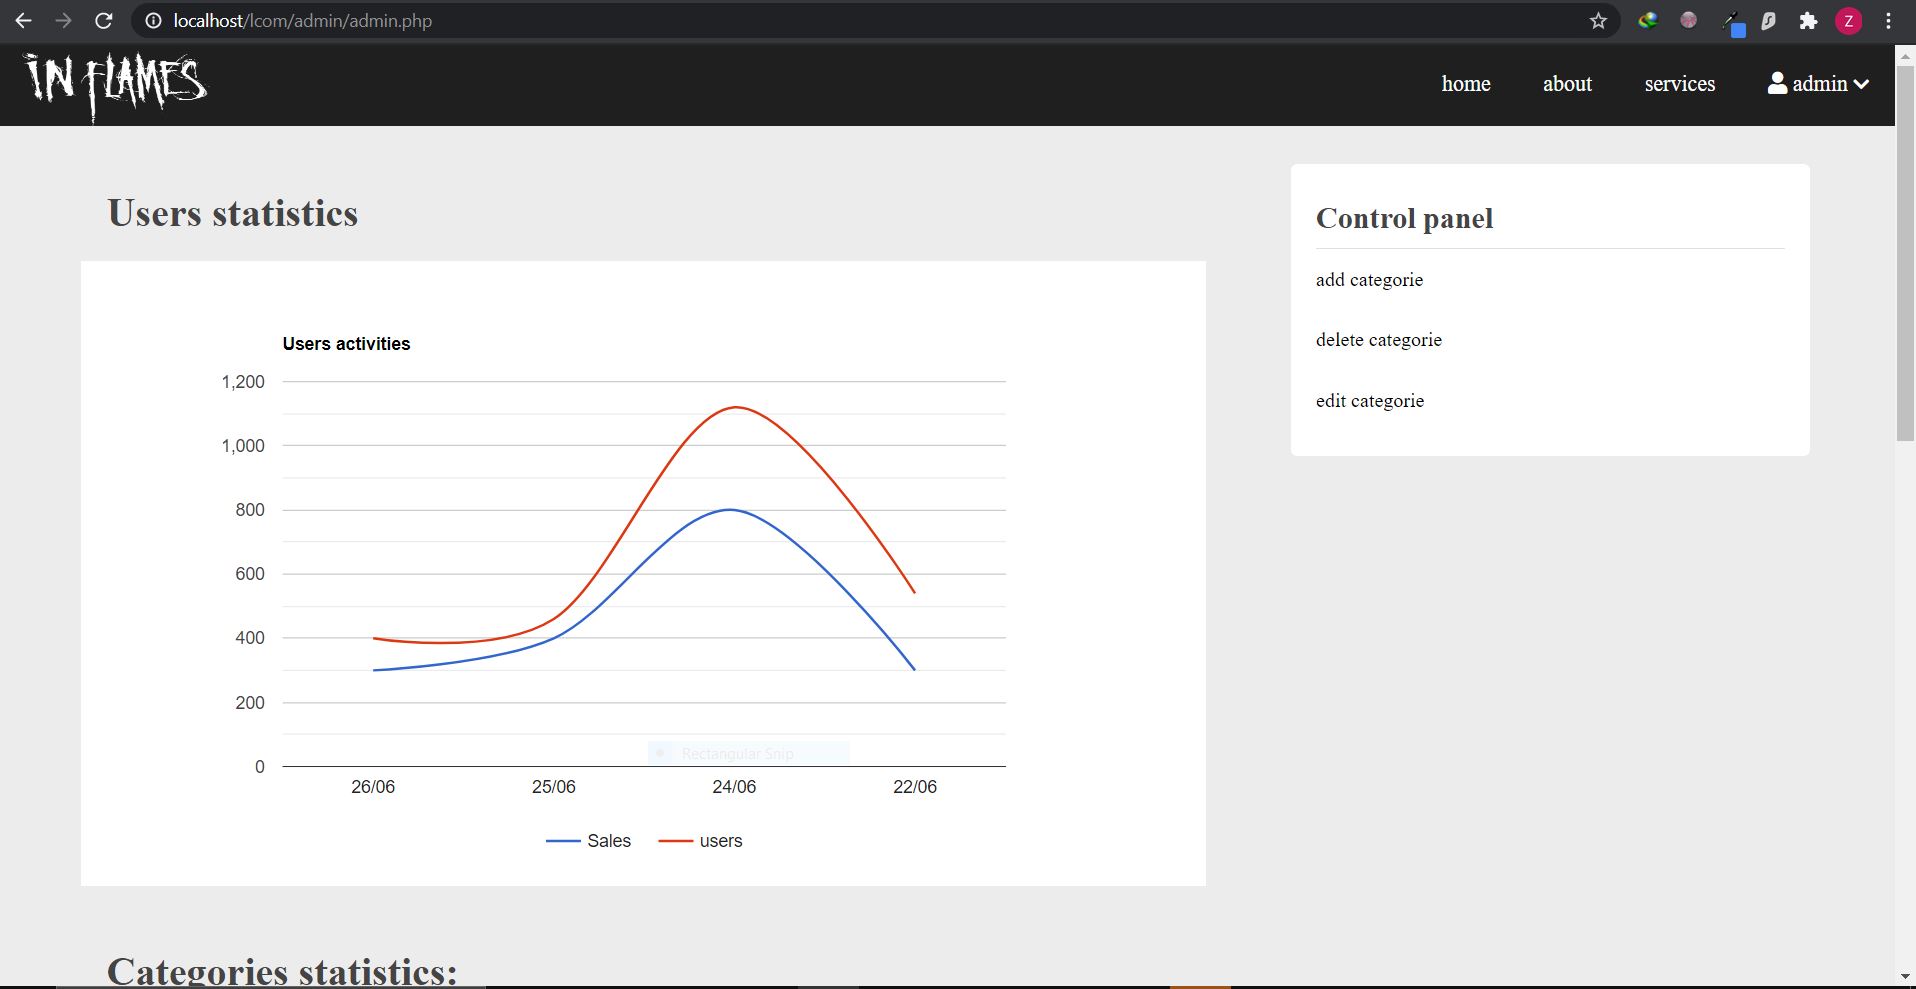 localhost/lcom/admin/admin.php
Z
IN FLAMES
home about services admin
Users statistics
Users activities
1,200
1,000
800
600
400
200
0
Rectangular Snip
26/06 25/06 24/06 22/06
Sales users
Control panel
add categorie
delete categorie
edit categorie
Categories statistics: